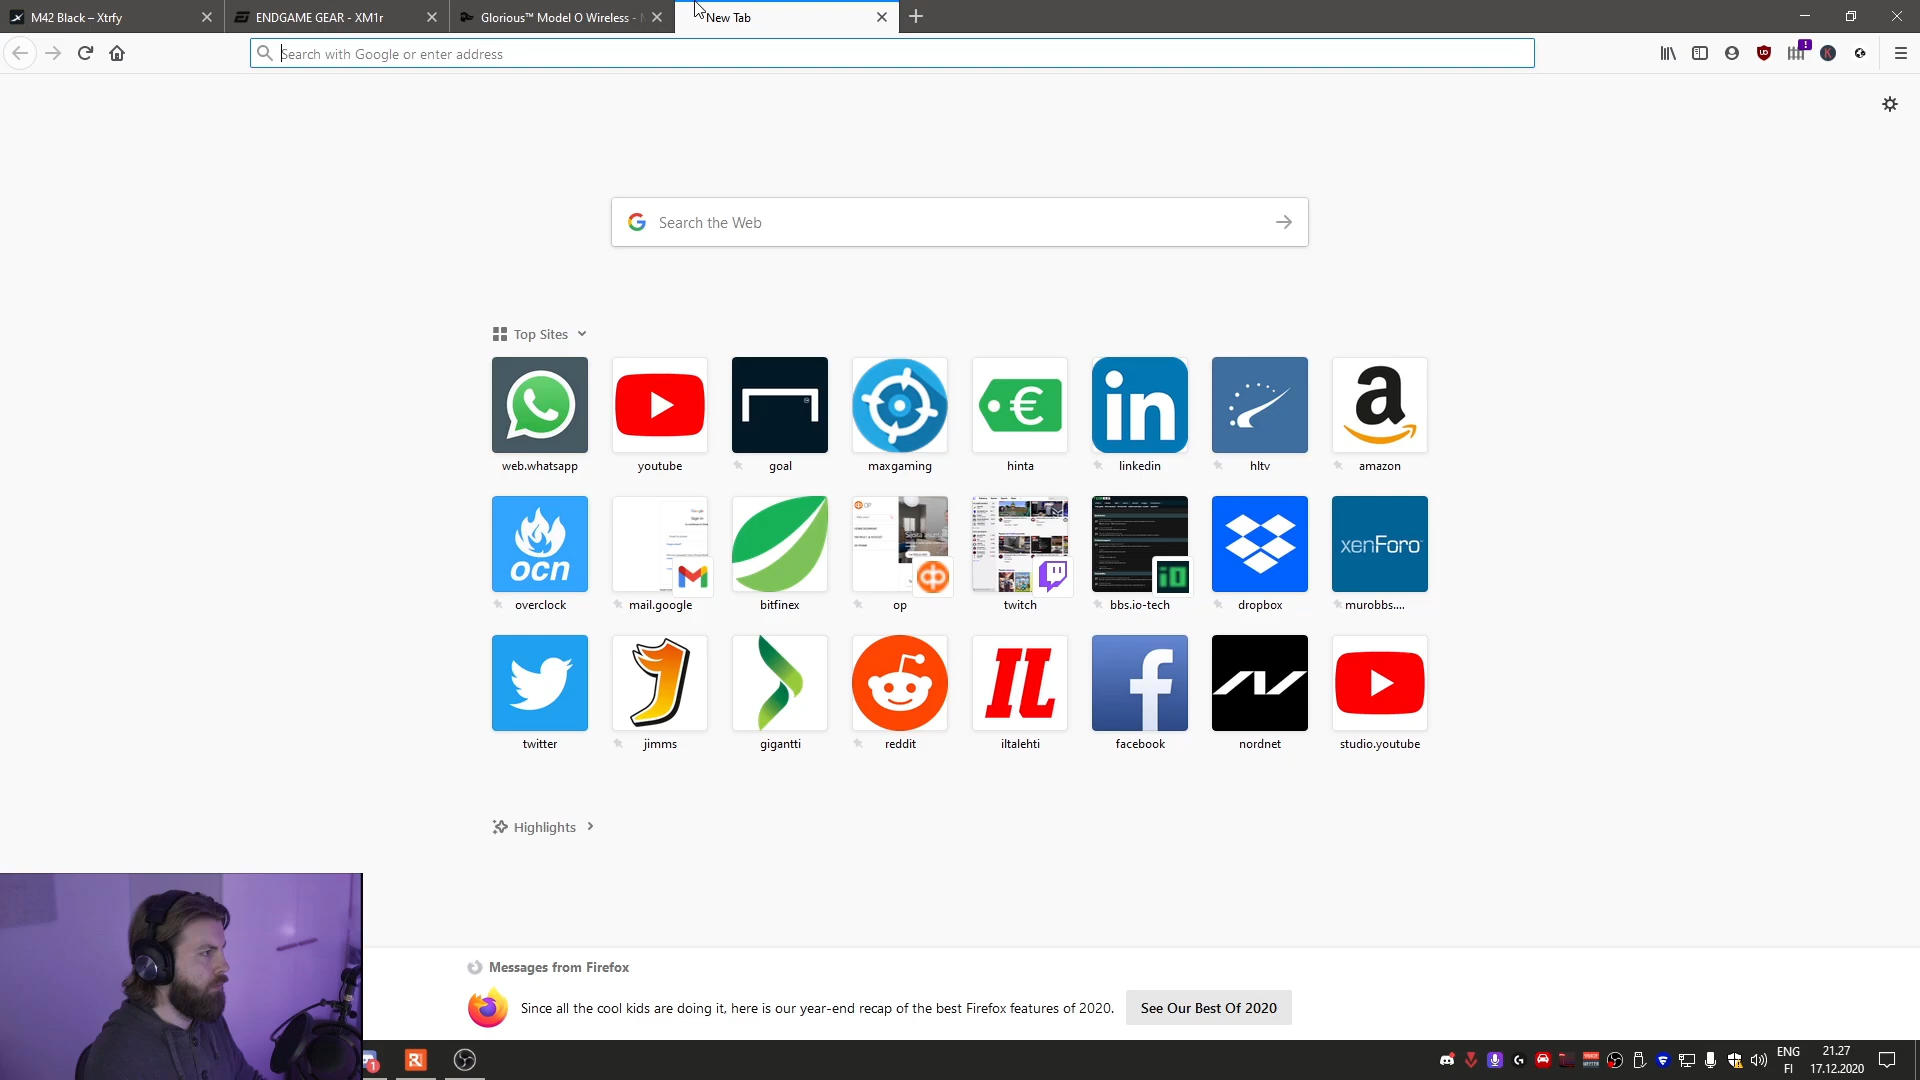 M42 Black – Xtrfy
ENDGAME GEAR - XM1r
Glorious™ Model O Wireless -
New Tab
Search with Google or enter address
Search the Web
Top Sites
web.whatsapp
youtube
goal
maxgaming
hinta
linkedin
hltv
amazon
ocn
xenForo
overclock
mail.google
bitfinex
op
twitch
bbs.io-tech
dropbox
murobbs....
twitter
jimms
gigantti
reddit
iltalehti
facebook
nordnet
studio.youtube
Highlights
Messages from Firefox
Since all the cool kids are doing it, here is our year-end recap of the best Firefox features of 2020.
See Our Best Of 2020
ENG
FI
21.27
17.12.2020